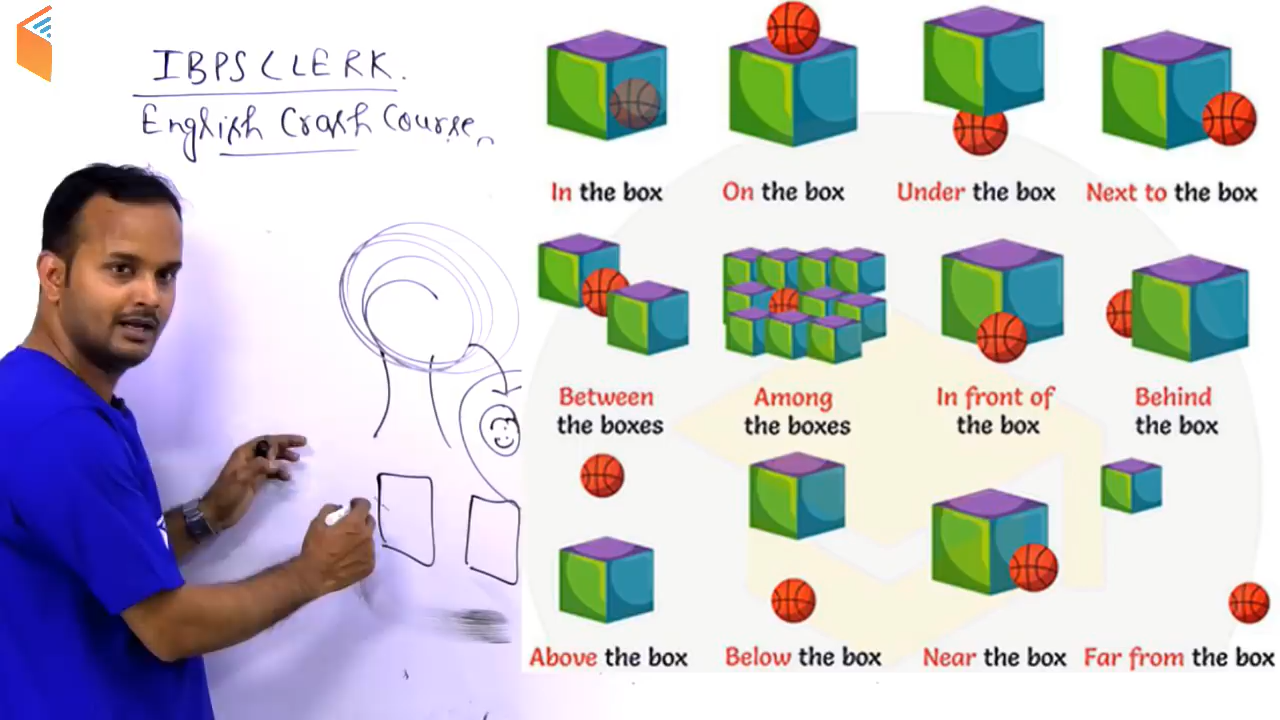 IBPS CLERK.
English Crash Course
In the box
On the box
Under the box
Next to the box
Between
the boxes
Among
the boxes
In front of
the box
Behind
the box
Above the box
Below the box
Near the box
Far from the box